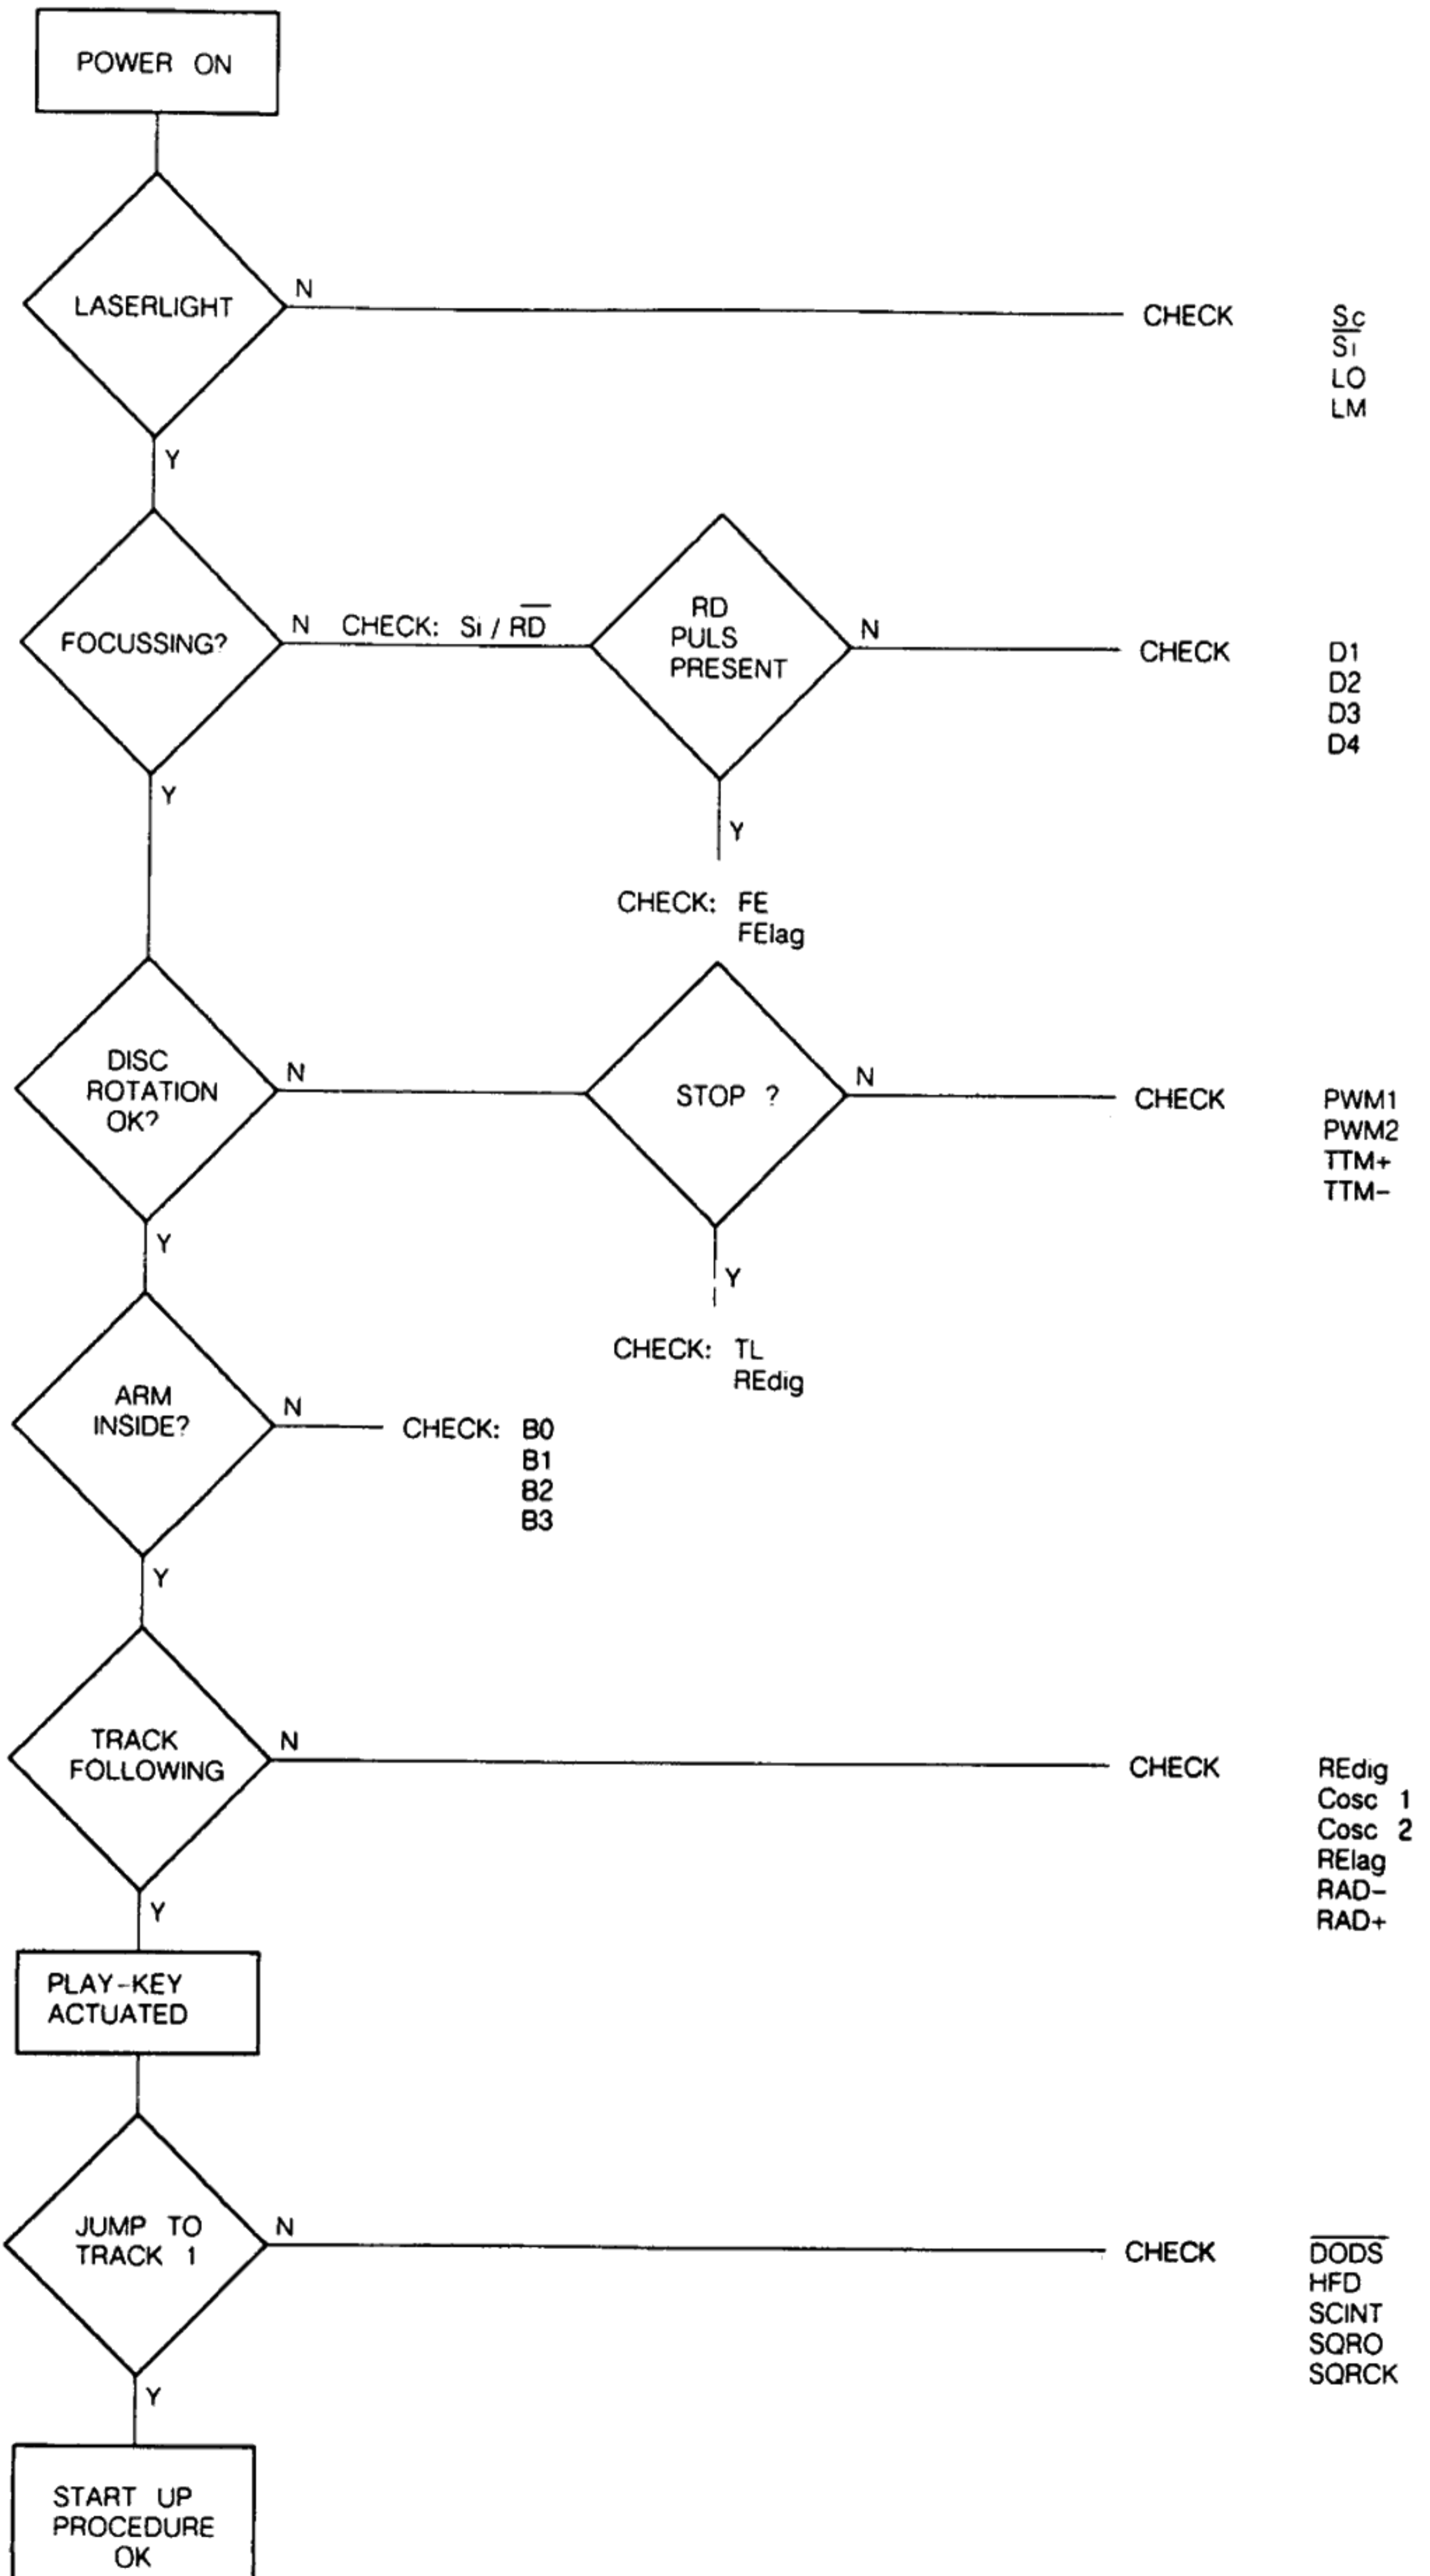 POWER ON
LASERLIGHT
N
CHECK
Sc
S̅i̅
LO
LM
Y
FOCUSSING?
N
CHECK: Si / R̅D̅
RD
PULS
PRESENT
N
CHECK
D1
D2
D3
D4
Y
Y
CHECK: FE
FElag
DISC
ROTATION
OK?
N
STOP ?
N
CHECK
PWM1
PWM2
TTM+
TTM-
Y
Y
CHECK: TL
REdig
ARM
INSIDE?
N
CHECK: B0
B1
B2
B3
Y
TRACK
FOLLOWING
N
CHECK
REdig
Cosc 1
Cosc 2
RElag
RAD-
RAD+
Y
PLAY-KEY
ACTUATED
JUMP TO
TRACK 1
N
CHECK
D̅O̅D̅S̅
HFD
SCINT
SQRO
SQRCK
Y
START UP
PROCEDURE
OK